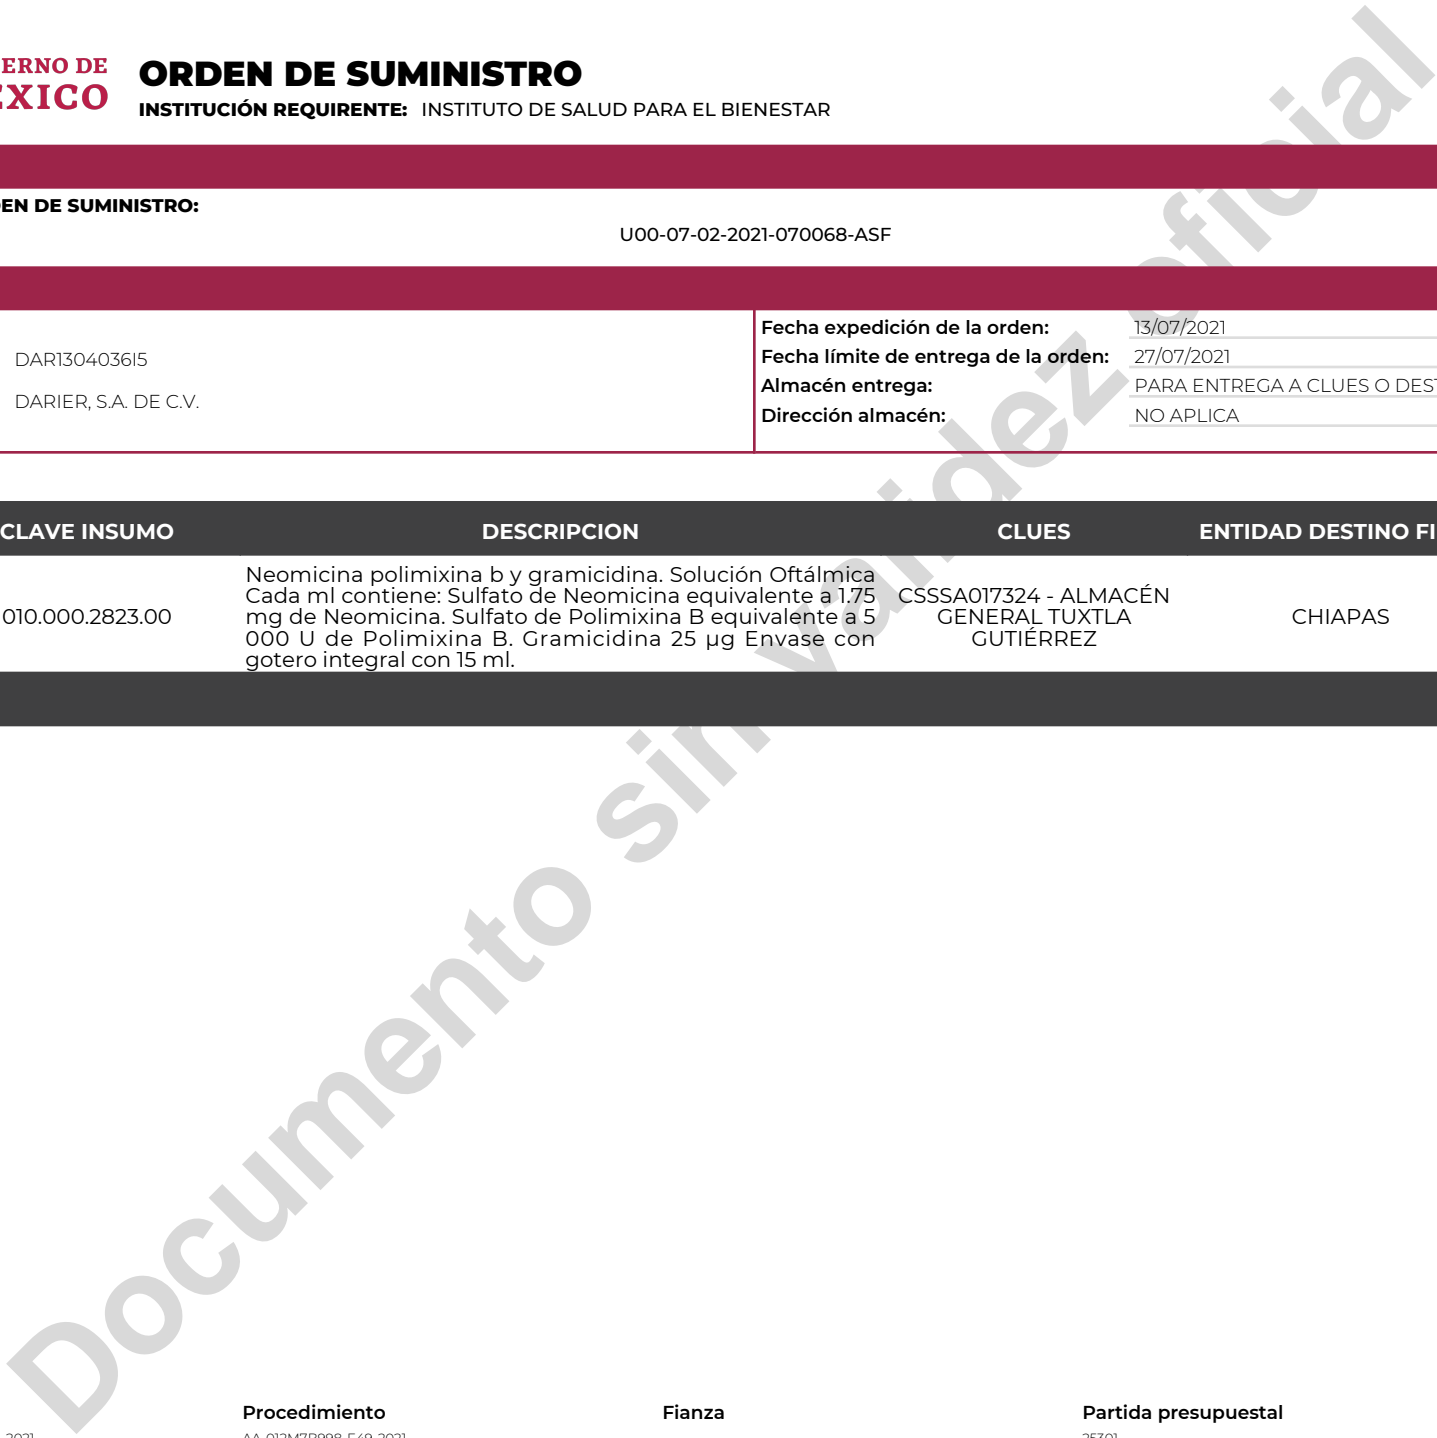 ERNO DE
ORDEN DE SUMINISTRO
EXICO
INSTITUCIÓN REQUIRENTE: INSTITUTO DE SALUD PARA EL BIENESTAR
EN DE SUMINISTRO:
U00-07-02-2021-070068-ASF
DAR1304036I5
DARIER, S.A. DE C.V.
Fecha expedición de la orden: 13/07/2021
Fecha límite de entrega de la orden: 27/07/2021
Almacén entrega: PARA ENTREGA A CLUES O DEST
Dirección almacén: NO APLICA
CLAVE INSUMO DESCRIPCION CLUES ENTIDAD DESTINO FI
010.000.2823.00
Neomicina polimixina b y gramicidina. Solución Oftálmica
Cada ml contiene: Sulfato de Neomicina equivalente a 1.75
mg de Neomicina. Sulfato de Polimixina B equivalente a 5
000 U de Polimixina B. Gramicidina 25 µg Envase con
gotero integral con 15 ml.
CSSSA017324 - ALMACÉN
GENERAL TUXTLA
GUTIÉRREZ
CHIAPAS
Documento sin validez oficial
Procedimiento Fianza Partida presupuestal